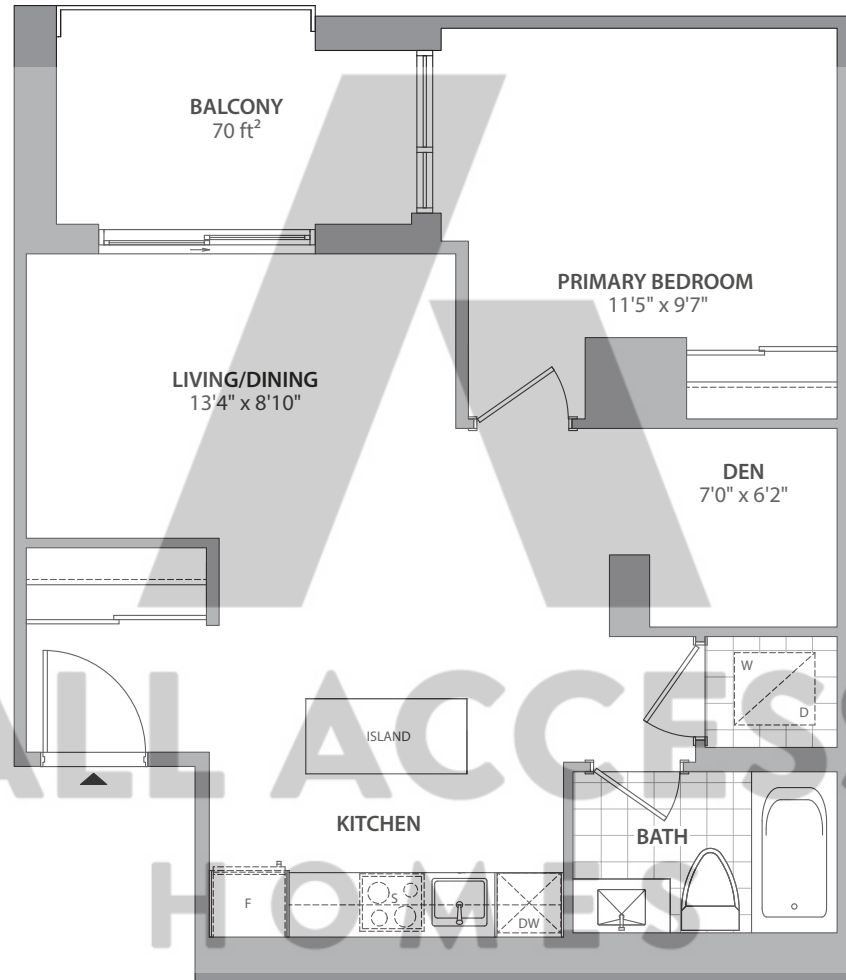 BALCONY
70 ft²
PRIMARY BEDROOM
11'5" x 9'7"
LIVING/DINING
13'4" x 8'10"
DEN
7'0" x 6'2"
W
D
ALL ACCESS
ISLAND
KITCHEN
BATH
HOMES
F
S
DW